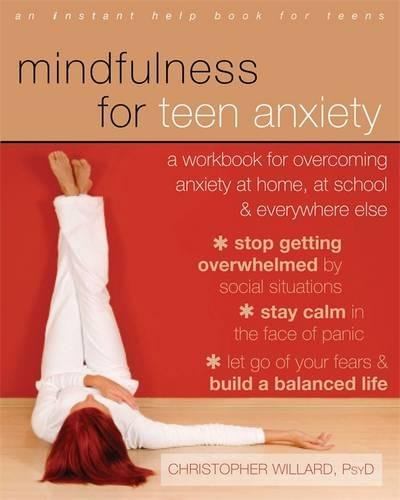 an instant help book for teens
mindfulness
for teen anxiety
a workbook for overcoming
anxiety at home, at school
& everywhere else
* stop getting
overwhelmed by
social situations
* stay calm in
the face of panic
* let go of your fears &
build a balanced life
CHRISTOPHER WILLARD, PSYD